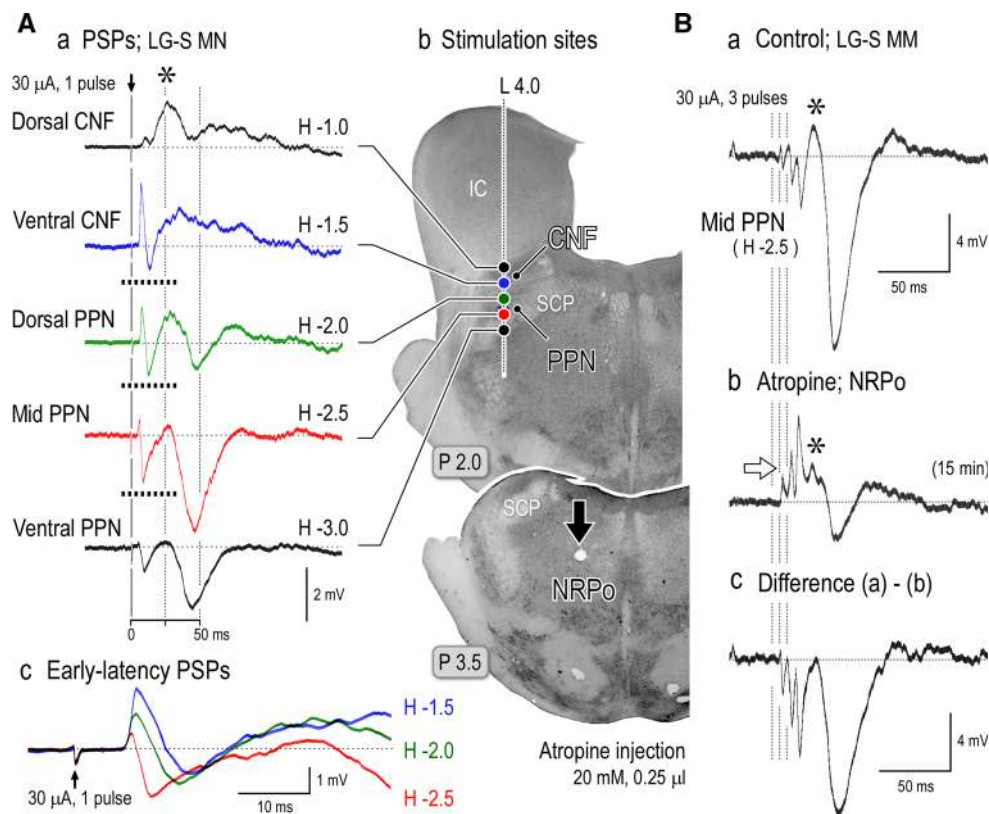 A
a PSPs; LG-S MN
30 µA, 1 pulse
*
Dorsal CNF
H -1.0
Ventral CNF
H -1.5
Dorsal PPN
H -2.0
Mid PPN
H -2.5
Ventral PPN
H -3.0
2 mV
0
50 ms
b Stimulation sites
L 4.0
IC
CNF
SCP
PPN
P 2.0
SCP
NRPo
P 3.5
Atropine injection
20 mM, 0.25 µl
c Early-latency PSPs
H -1.5
H -2.0
H -2.5
30 µA, 1 pulse
10 ms
1 mV
B
a Control; LG-S MM
30 µA, 3 pulses
*
Mid PPN
( H -2.5 )
4 mV
50 ms
b Atropine; NRPo
*
(15 min)
c Difference (a) - (b)
4 mV
50 ms